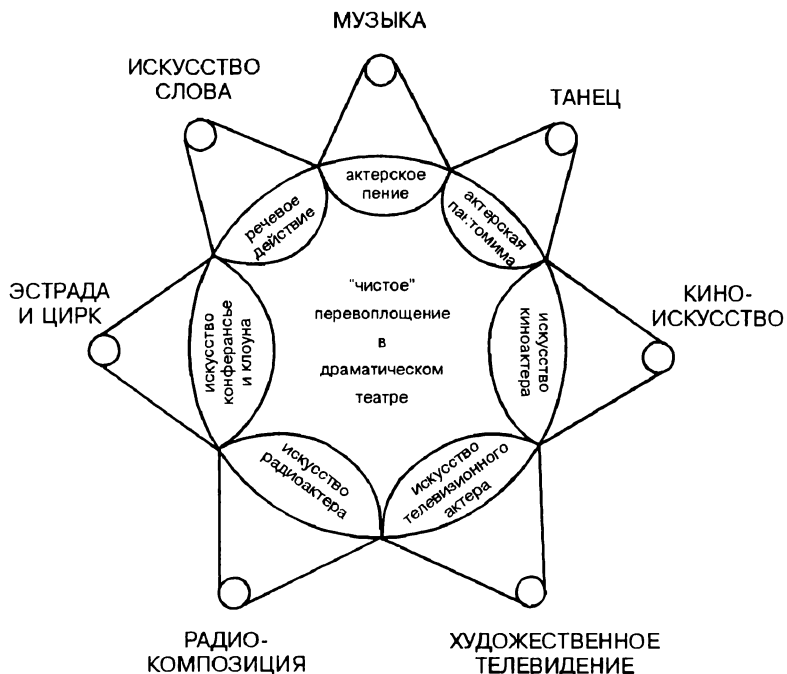 МУЗЫКА
ИСКУССТВО
СЛОВА
ТАНЕЦ
актерское
пение
речевое
действие
актерская
пантомима
ЭСТРАДА
И ЦИРК
искусство
конферансье
и клоуна
"чистое"
перевоплощение
в
драматическом
театре
искусство
киноактера
КИНО-
ИСКУССТВО
искусство
радиоактера
искусство
телевизионного
актера
РАДИО-
КОМПОЗИЦИЯ
ХУДОЖЕСТВЕННОЕ
ТЕЛЕВИДЕНИЕ